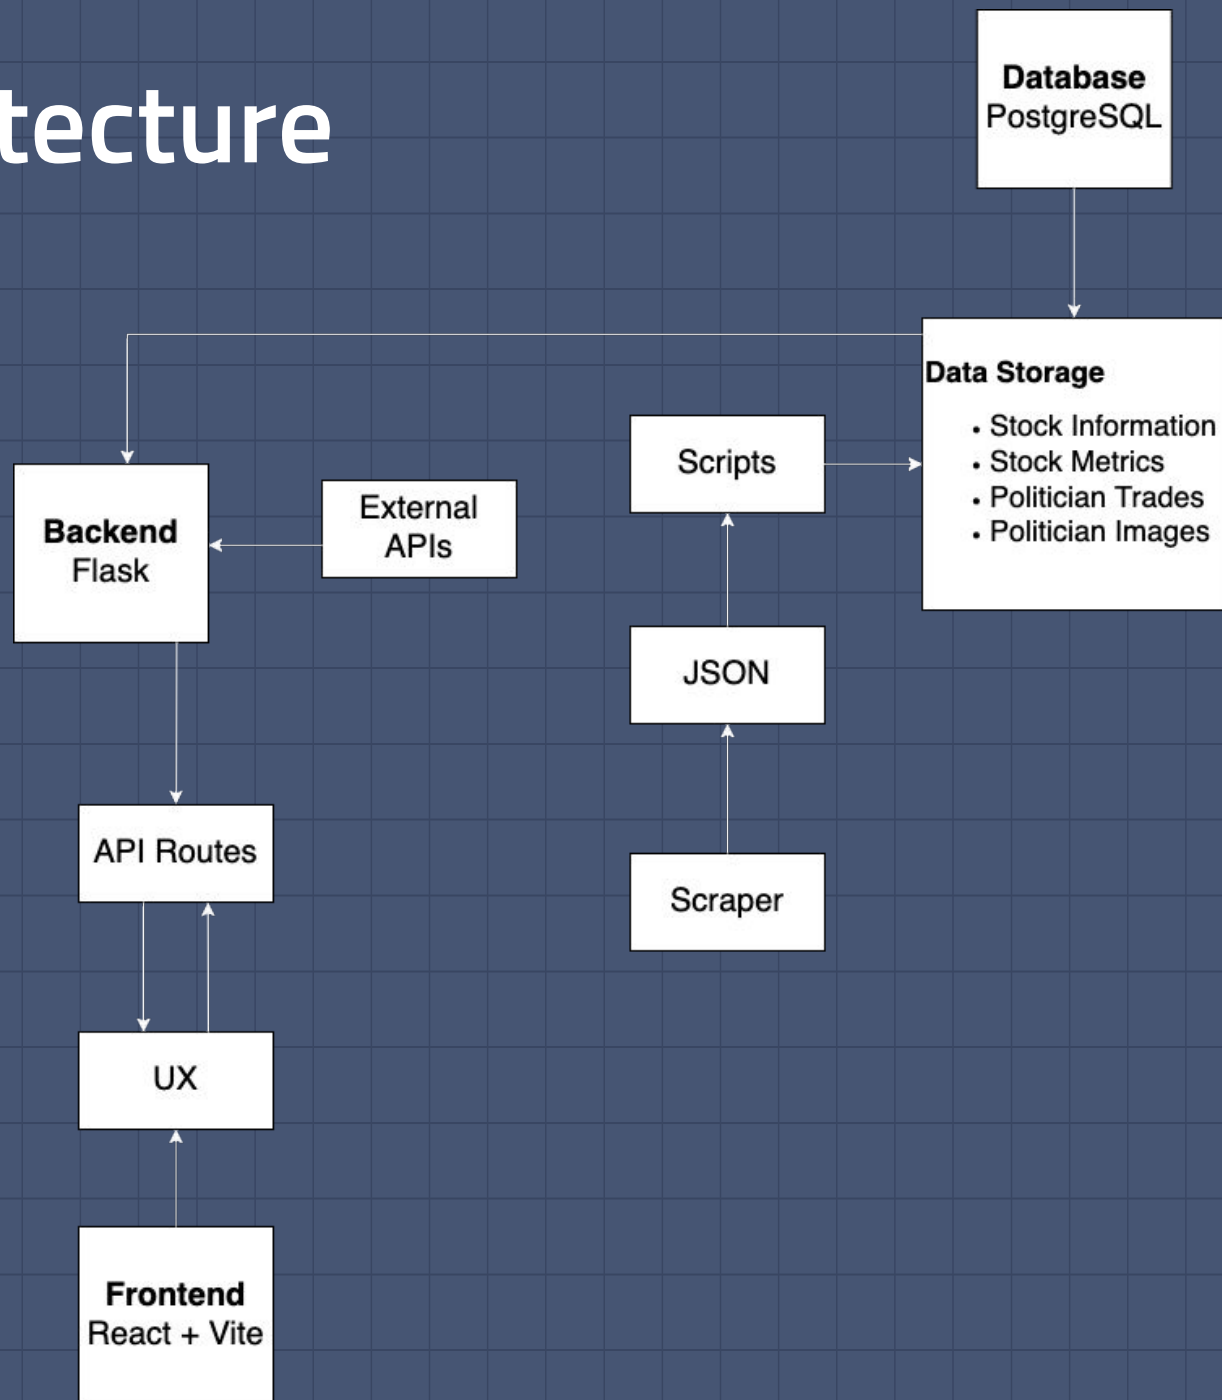 tecture
Database
PostgreSQL
Data Storage
• Stock Information
• Stock Metrics
• Politician Trades
• Politician Images
Scripts
External
APIs
Backend
Flask
JSON
API Routes
Scraper
UX
Frontend
React + Vite